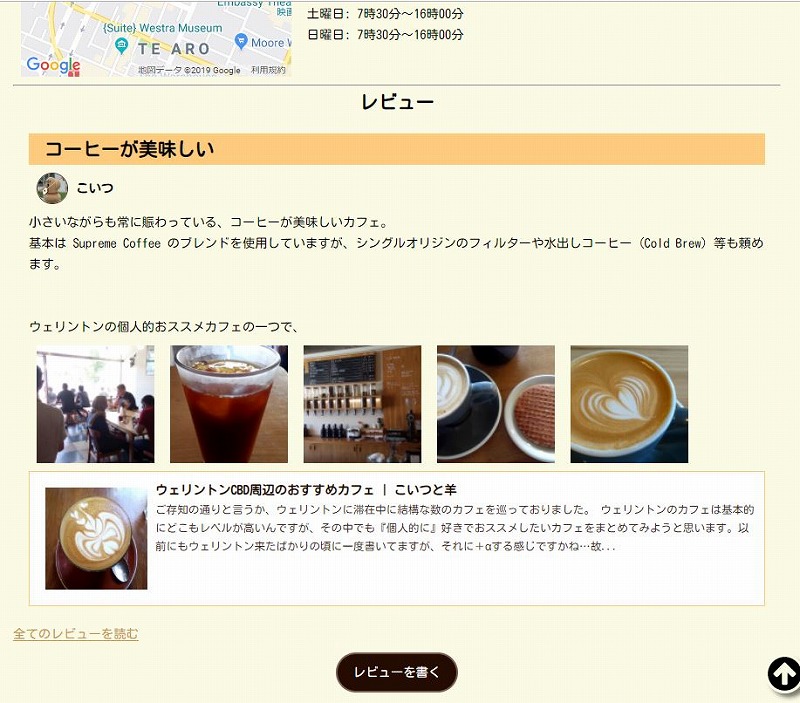 Embassy Thea
映画
{Suite} Westra Museum
TE ARO
Moore W
Google
地図データ ©2019 Google 利用規約
土曜日: 7時30分～16時00分
日曜日: 7時30分～16時00分
レビュー
コーヒーが美味しい
こいつ
小さいながらも常に賑わっている、コーヒーが美味しいカフェ。
基本は Supreme Coffee のブレンドを使用していますが、シングルオリジンのフィルターや水出しコーヒー（Cold Brew）等も頼め
ます。
ウェリントンの個人的おススメカフェの一つで、
ウェリントンCBD周辺のおすすめカフェ | こいつと羊
ご存知の通りと言うか、ウェリントンに滞在中に結構な数のカフェを巡っておりました。 ウェリントンのカフェは基本的
にどこもレベルが高いんですが、その中でも『個人的に』好きでおススメしたいカフェをまとめてみようと思います。以
前にもウェリントン来たばかりの頃に一度書いてますが、それに＋αする感じですかね…故...
全てのレビューを読む
レビューを書く